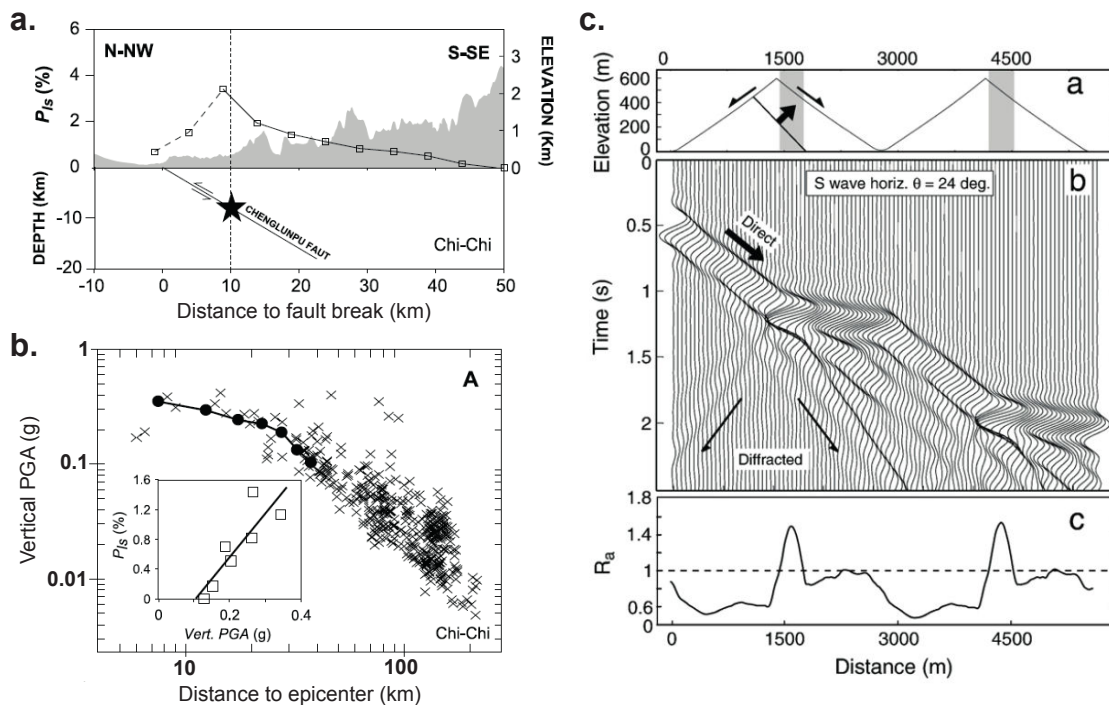 a.
N-NW
S-SE
P_ls (%)
6
4
2
0
ELEVATION (Km)
3
2
1
0
DEPTH (Km)
-10
-20
CHENGLUNPU FAUT
Chi-Chi
-10 0 10 20 30 40 50
Distance to fault break (km)
b.
A
Vertical PGA (g)
1
0.1
0.01
P_ls (%)
1.6
1.2
0.8
0.4
0
0 0.2 0.4
Vert. PGA (g)
Chi-Chi
10 100
Distance to epicenter (km)
c.
0 1500 3000 4500
a
Elevation (m)
600
400
200
0
b
S wave horiz. θ = 24 deg.
Time (s)
0
0.5
1
1.5
2
Direct
Diffracted
c
R_a
1.8
1.4
1
0.6
0
0 1500 3000 4500
Distance (m)